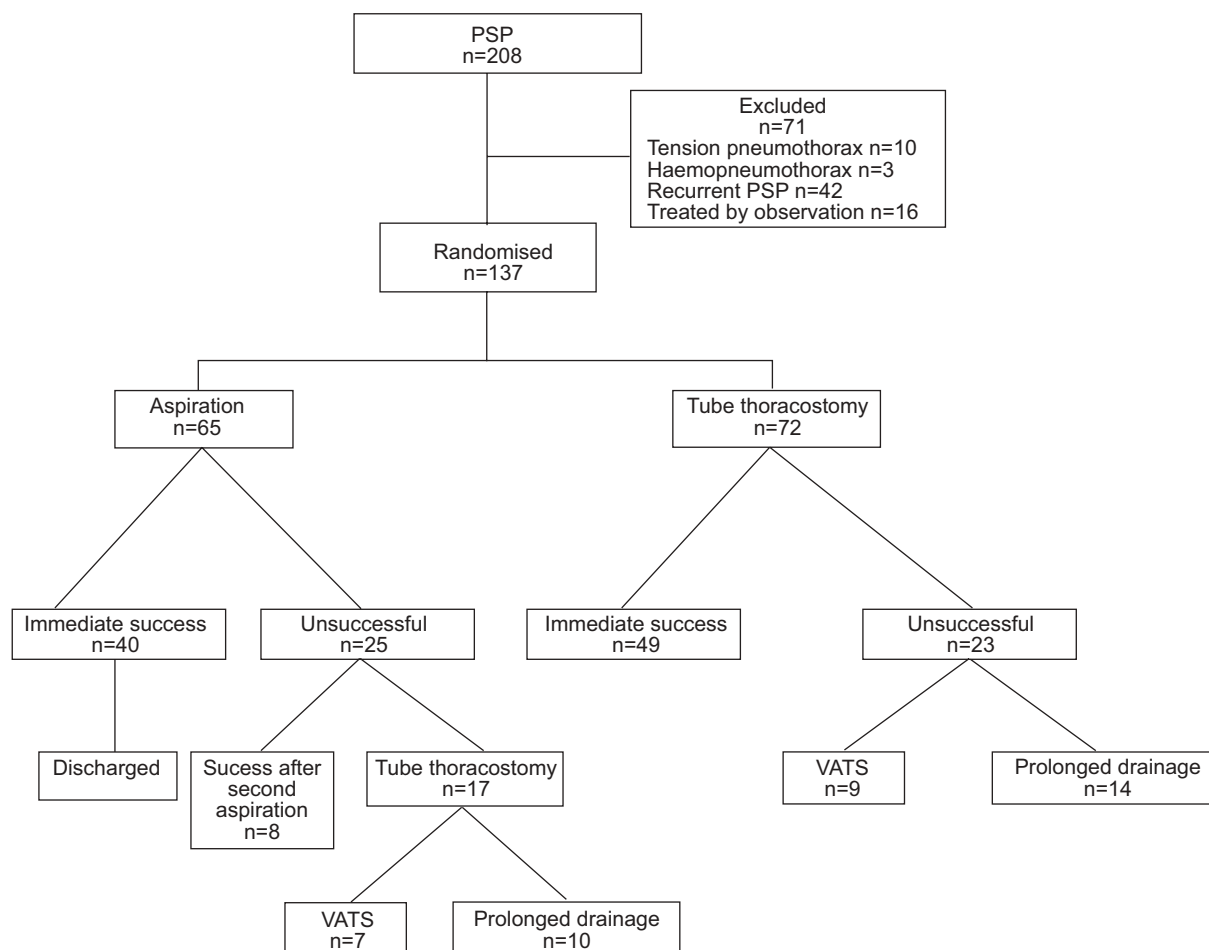 PSP
n=208
Excluded
n=71
Tension pneumothorax n=10
Haemopneumothorax n=3
Recurrent PSP n=42
Treated by observation n=16
Randomised
n=137
Aspiration
n=65
Tube thoracostomy
n=72
Immediate success
n=40
Unsuccessful
n=25
Immediate success
n=49
Unsuccessful
n=23
Discharged
Sucess after
second
aspiration
n=8
Tube thoracostomy
n=17
VATS
n=9
Prolonged drainage
n=14
VATS
n=7
Prolonged drainage
n=10